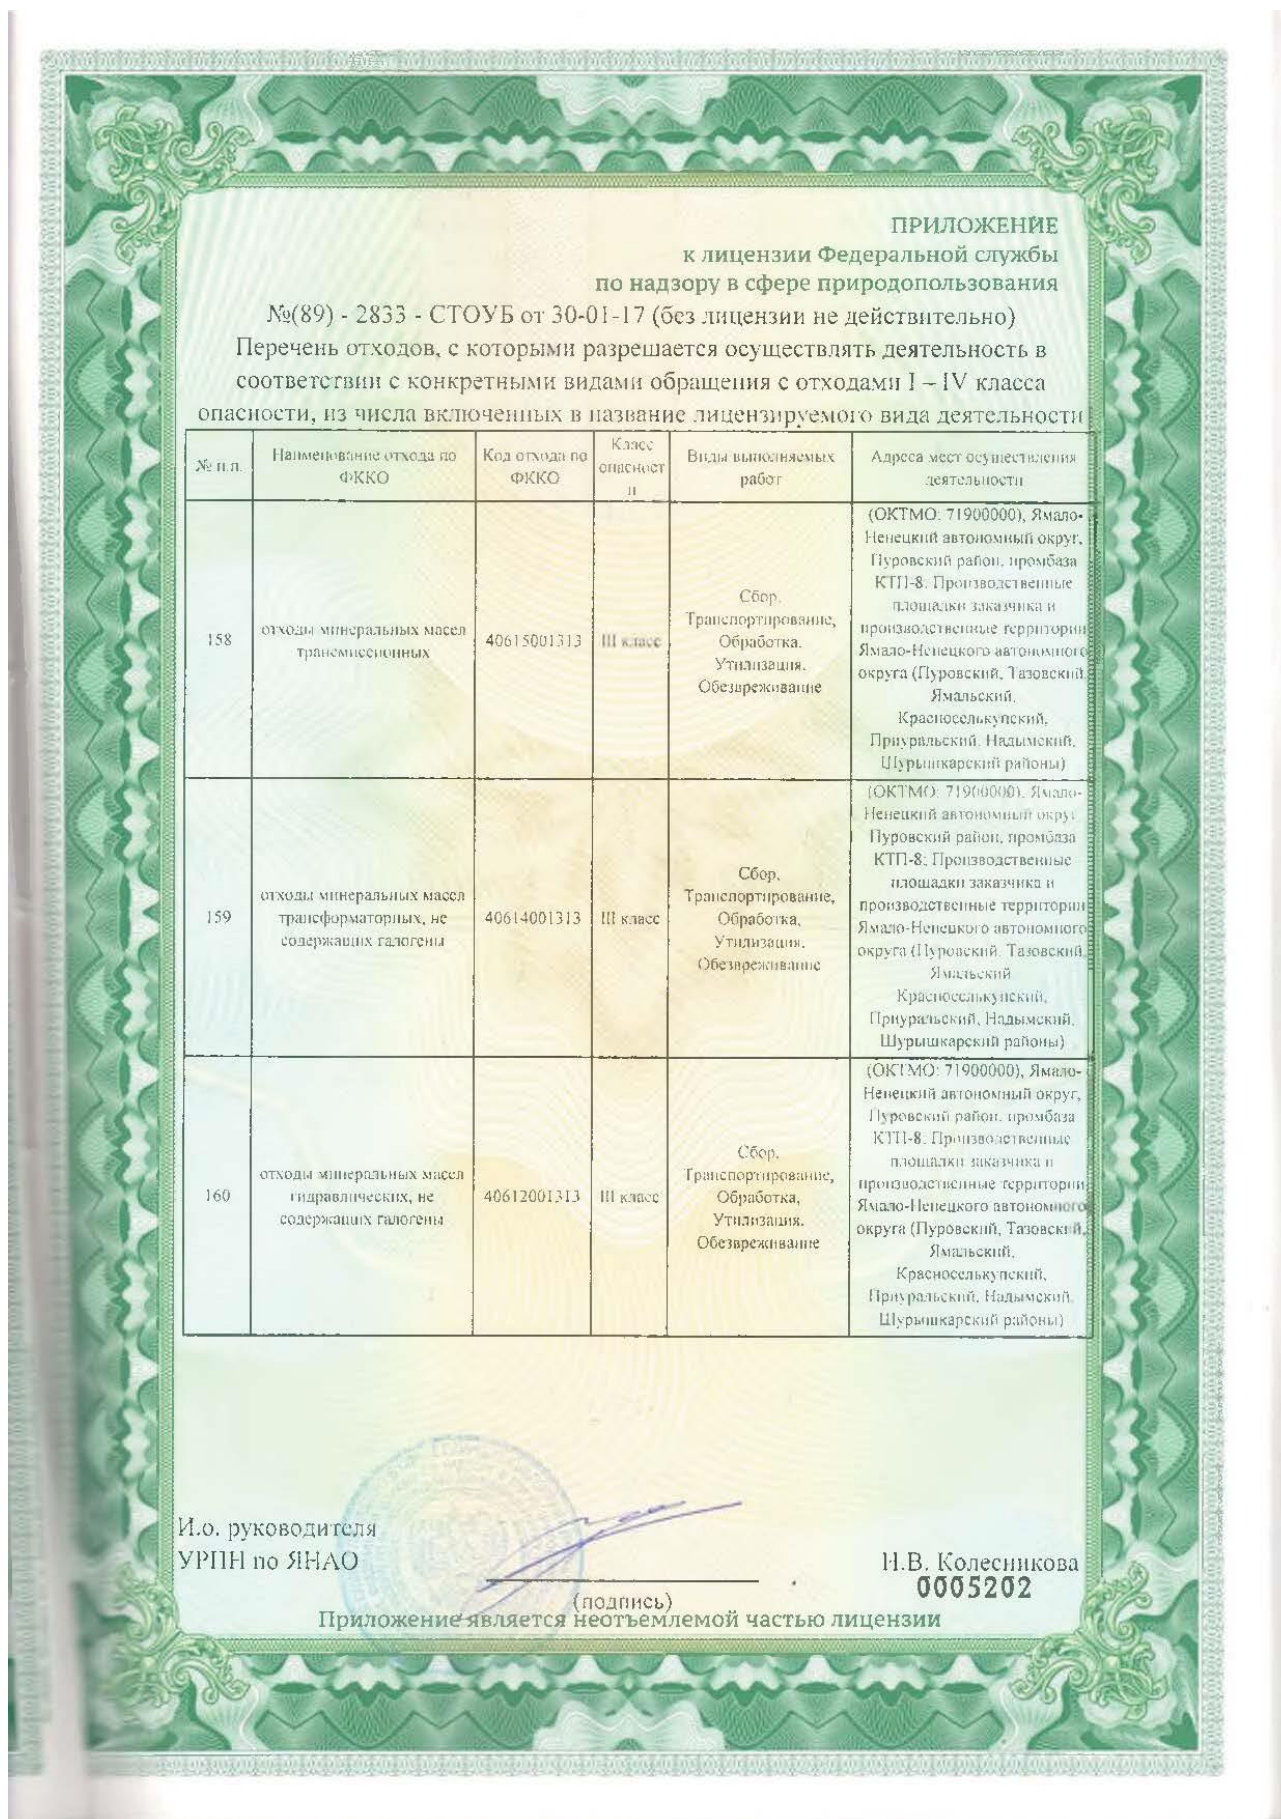 ПРИЛОЖЕНИЕ
к лицензии Федеральной службы
по надзору в сфере природопользования
№(89) - 2833 - СТОУБ от 30-01-17 (без лицензии не действительно)
Перечень отходов, с которыми разрешается осуществлять деятельность в
соответствии с конкретными видами обращения с отходами I – IV класса
опасности, из числа включенных в название лицензируемого вида деятельности
№ п.п.
Наименование отхода по
ФККО
Код отхода по
ФККО
Класс
опасност
и
Виды выполняемых
работ
Адреса мест осуществления
деятельности
158
отходы минеральных масел
трансмиссионных
40615001313
III класс
Сбор,
Транспортирование,
Обработка,
Утилизация,
Обезвреживание
(ОКТМО: 71900000), Ямало-
Ненецкий автономный округ,
Пуровский район, промбаза
КТП-8; Производственные
площадки заказчика и
производственные территории
Ямало-Ненецкого автономного
округа (Пуровский, Тазовский,
Ямальский,
Красноселькупский,
Приуральский, Надымский,
Шурышкарский районы)
159
отходы минеральных масел
трансформаторных, не
содержащих галогены
40614001313
III класс
Сбор,
Транспортирование,
Обработка,
Утилизация,
Обезвреживание
(ОКТМО: 71900000), Ямало-
Ненецкий автономный округ,
Пуровский район, промбаза
КТП-8; Производственные
площадки заказчика и
производственные территории
Ямало-Ненецкого автономного
округа (Пуровский, Тазовский,
Ямальский,
Красноселькупский,
Приуральский, Надымский,
Шурышкарский районы)
160
отходы минеральных масел
гидравлических, не
содержащих галогены
40612001313
III класс
Сбор,
Транспортирование,
Обработка,
Утилизация,
Обезвреживание
(ОКТМО: 71900000), Ямало-
Ненецкий автономный округ,
Пуровский район, промбаза
КТП-8; Производственные
площадки заказчика и
производственные территории
Ямало-Ненецкого автономного
округа (Пуровский, Тазовский,
Ямальский,
Красноселькупский,
Приуральский, Надымский,
Шурышкарский районы)
И.о. руководителя
УРПН по ЯНАО
Н.В. Колесникова
0005202
(подпись)
Приложение является неотъемлемой частью лицензии